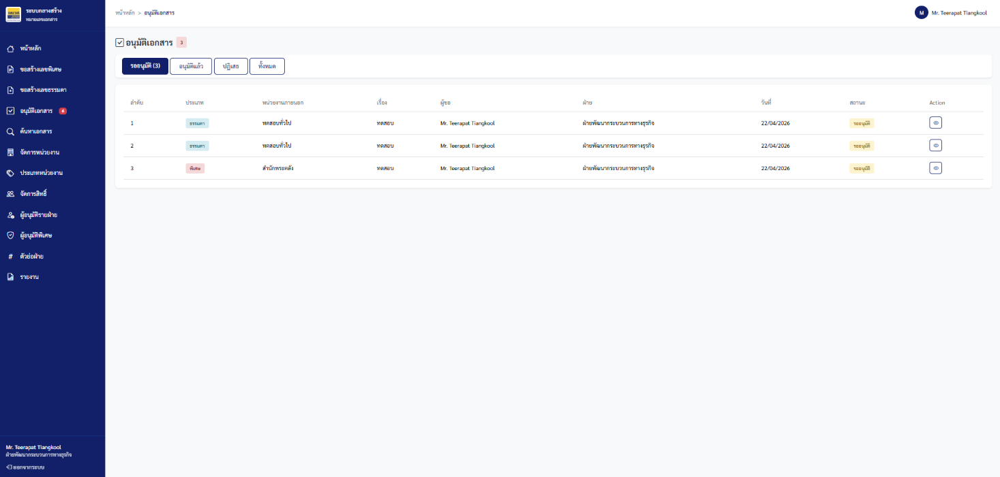 ระบบกลางสร้าง
หมายเลขเอกสาร
หน้าหลัก > อนุมัติเอกสาร
M Mr. Teerapat Tiangkool
หน้าหลัก
ขอสร้างเลขพิเศษ
ขอสร้างเลขธรรมดา
อนุมัติเอกสาร
ค้นหาเอกสาร
จัดการหน่วยงาน
ประเภทหน่วยงาน
จัดการสิทธิ์
ผู้อนุมัติรายฝ่าย
ผู้อนุมัติพิเศษ
# ตัวย่อฝ่าย
รายงาน
อนุมัติเอกสาร 3
รออนุมัติ (3) อนุมัติแล้ว ปฏิเสธ ทั้งหมด
ลำดับ ประเภท หน่วยงานภายนอก เรื่อง ผู้ขอ ฝ่าย วันที่ สถานะ Action
1 ธรรมดา ทดสอบทั่วไป ทดสอบ Mr. Teerapat Tiangkool ฝ่ายพัฒนากระบวนการทางธุรกิจ 22/04/2026 รออนุมัติ
2 ธรรมดา ทดสอบทั่วไป ทดสอบ Mr. Teerapat Tiangkool ฝ่ายพัฒนากระบวนการทางธุรกิจ 22/04/2026 รออนุมัติ
3 พิเศษ สำนักพระคลัง ทดสอบ Mr. Teerapat Tiangkool ฝ่ายพัฒนากระบวนการทางธุรกิจ 22/04/2026 รออนุมัติ
Mr. Teerapat Tiangkool
ฝ่ายพัฒนากระบวนการทางธุรกิจ
ออกจากระบบ